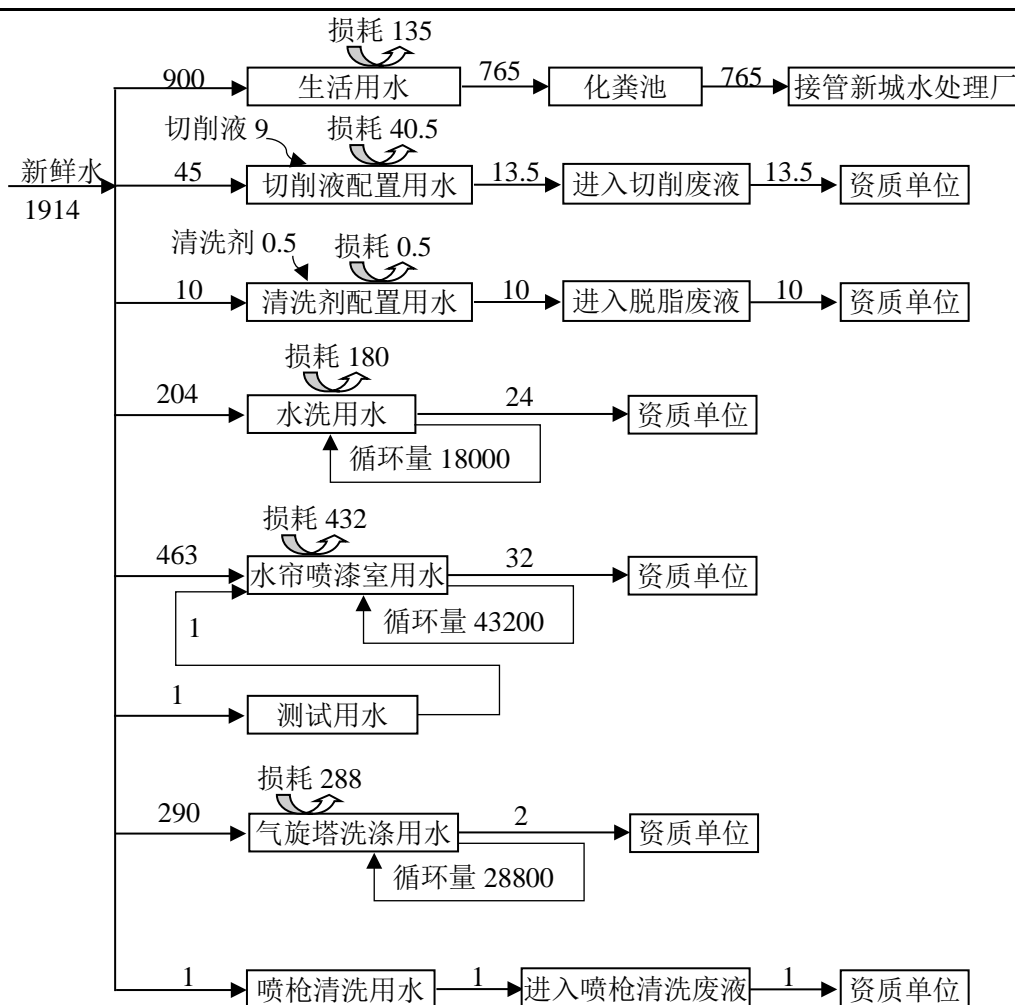 损耗 135
900
生活用水
765
化粪池
765
接管新城水处理厂
切削液 9
损耗 40.5
新鲜水
1914
45
切削液配置用水
13.5
进入切削废液
13.5
资质单位
清洗剂 0.5
损耗 0.5
10
清洗剂配置用水
10
进入脱脂废液
10
资质单位
损耗 180
204
水洗用水
24
资质单位
循环量 18000
损耗 432
463
水帘喷漆室用水
32
资质单位
循环量 43200
1
1
测试用水
损耗 288
290
气旋塔洗涤用水
2
资质单位
循环量 28800
1
喷枪清洗用水
1
进入喷枪清洗废液
1
资质单位